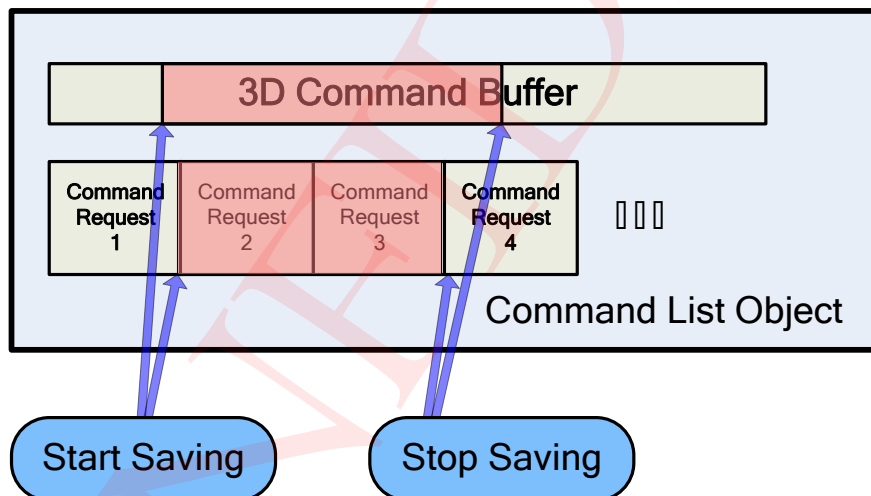 3D Command Buffer
Command
Request
1
Command
Request
2
Command
Request
3
Command
Request
4
Command List Object
Start Saving
Stop Saving